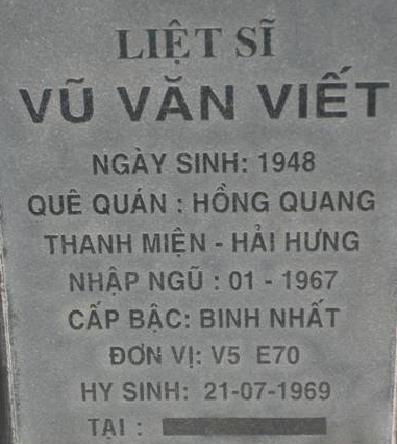 LIỆT SĨ
VŨ VĂN VIẾT
NGÀY SINH: 1948
QUÊ QUÁN : HỒNG QUANG
THANH MIỆN - HẢI HƯNG
NHẬP NGŨ : 01 - 1967
CẤP BẬC: BINH NHẤT
ĐƠN VỊ: V5 E70
HY SINH: 21-07-1969
TẠI :